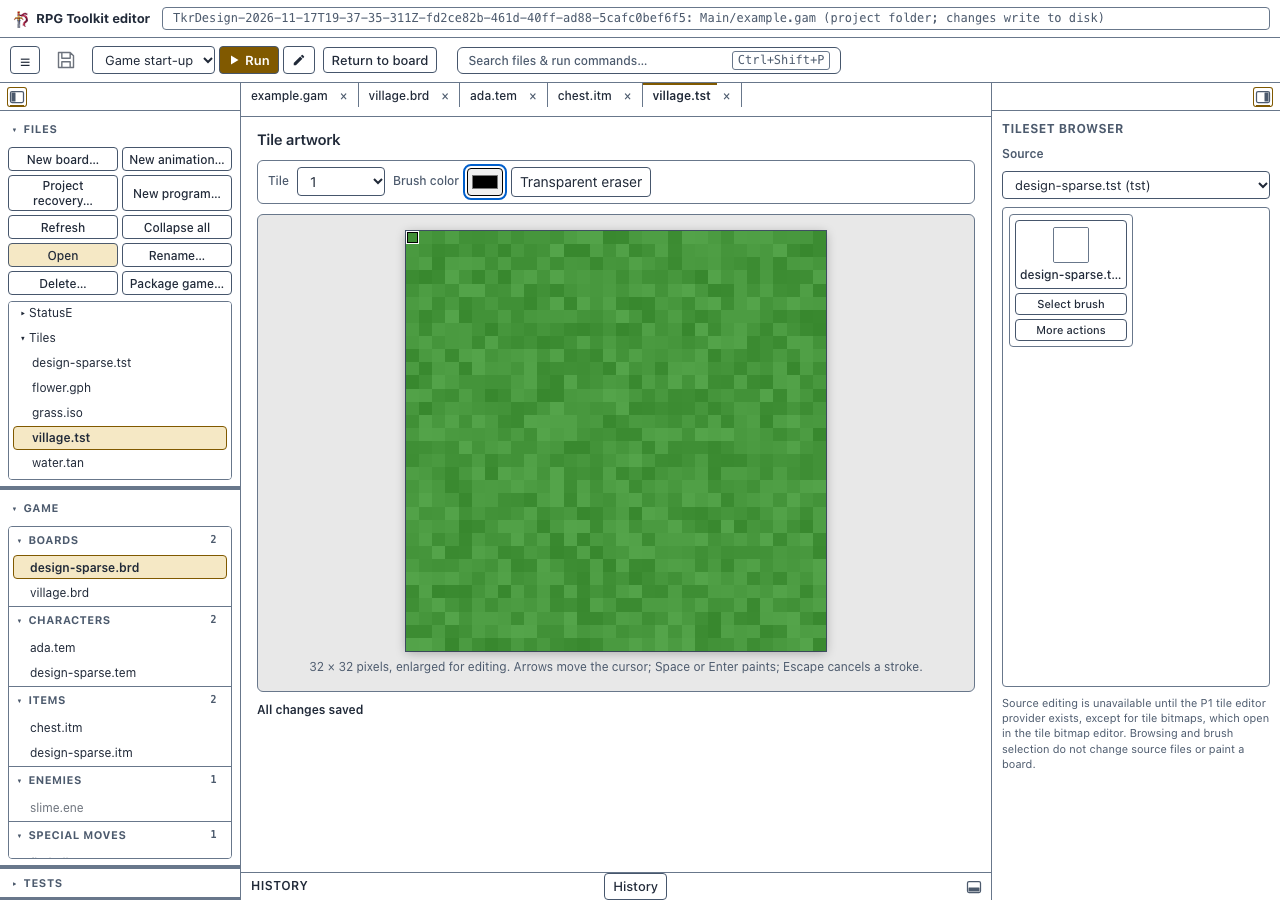 RPG Toolkit editor
TkrDesign-2026-11-17T19-37-35-311Z-fd2ce82b-461d-40ff-ad88-5cafc0bef6f5: Main/example.gam (project folder; changes write to disk)
Game start-up
Run
Return to board
Search files & run commands...
Ctrl+Shift+P
FILES
New board...
New animation...
Project recovery...
New program...
Refresh
Collapse all
Open
Rename...
Delete...
Package game...
StatusE
Tiles
design-sparse.tst
flower.gph
grass.iso
village.tst
water.tan
GAME
BOARDS 2
design-sparse.brd
village.brd
CHARACTERS 2
ada.tem
design-sparse.tem
ITEMS 2
chest.itm
design-sparse.itm
ENEMIES 1
slime.ene
SPECIAL MOVES 1
TESTS
example.gam ×
village.brd ×
ada.tem ×
chest.itm ×
village.tst ×
Tile artwork
Tile
1
Brush color
Transparent eraser
32 × 32 pixels, enlarged for editing. Arrows move the cursor; Space or Enter paints; Escape cancels a stroke.
All changes saved
HISTORY
History
TILESET BROWSER
Source
design-sparse.tst (tst)
design-sparse.t...
Select brush
More actions
Source editing is unavailable until the P1 tile editor
provider exists, except for tile bitmaps, which open
in the tile bitmap editor. Browsing and brush
selection do not change source files or paint a
board.